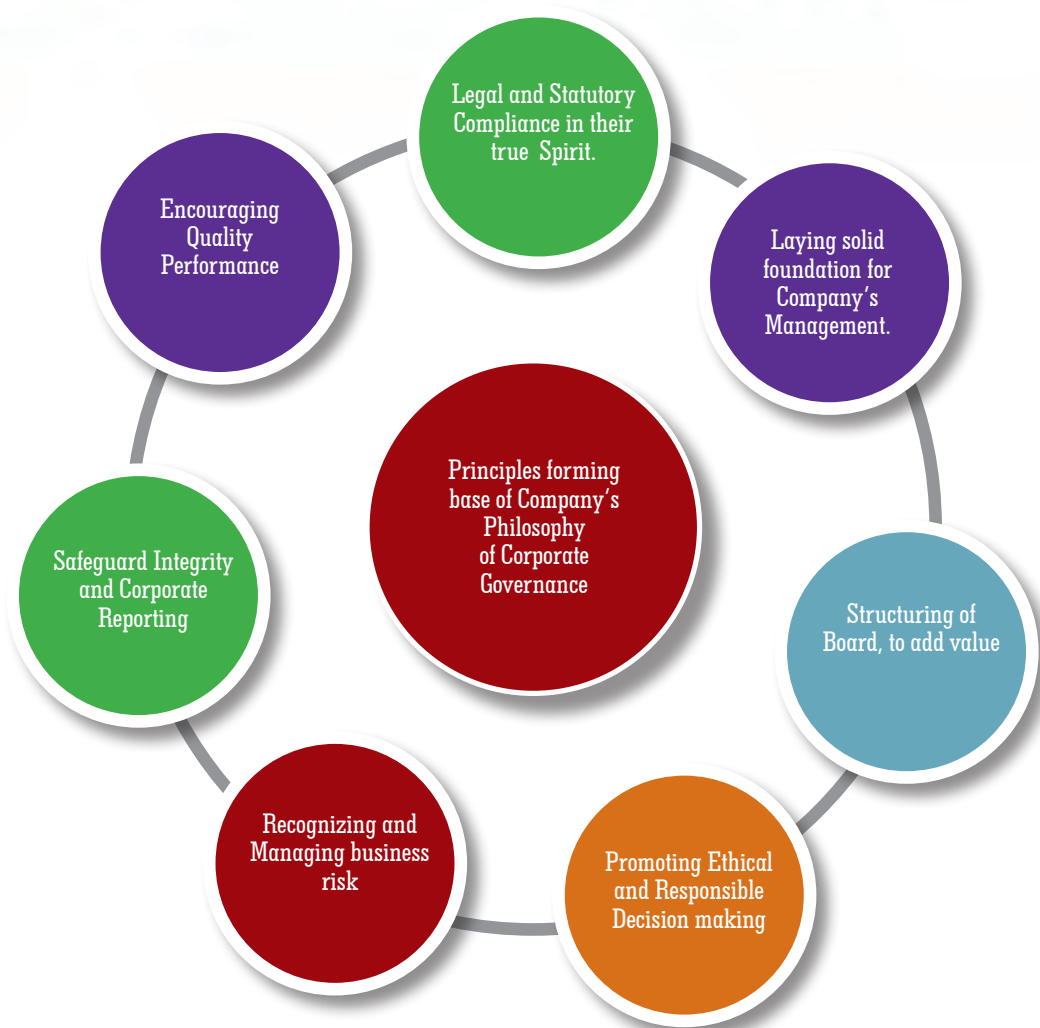 Legal and Statutory
Compliance in their
true Spirit.
Laying solid
foundation for
Company's
Management.
Structuring of
Board, to add value
Promoting Ethical
and Responsible
Decision making
Recognizing and
Managing business
risk
Safeguard Integrity
and Corporate
Reporting
Encouraging
Quality
Performance
Principles forming
base of Company's
Philosophy
of Corporate
Governance